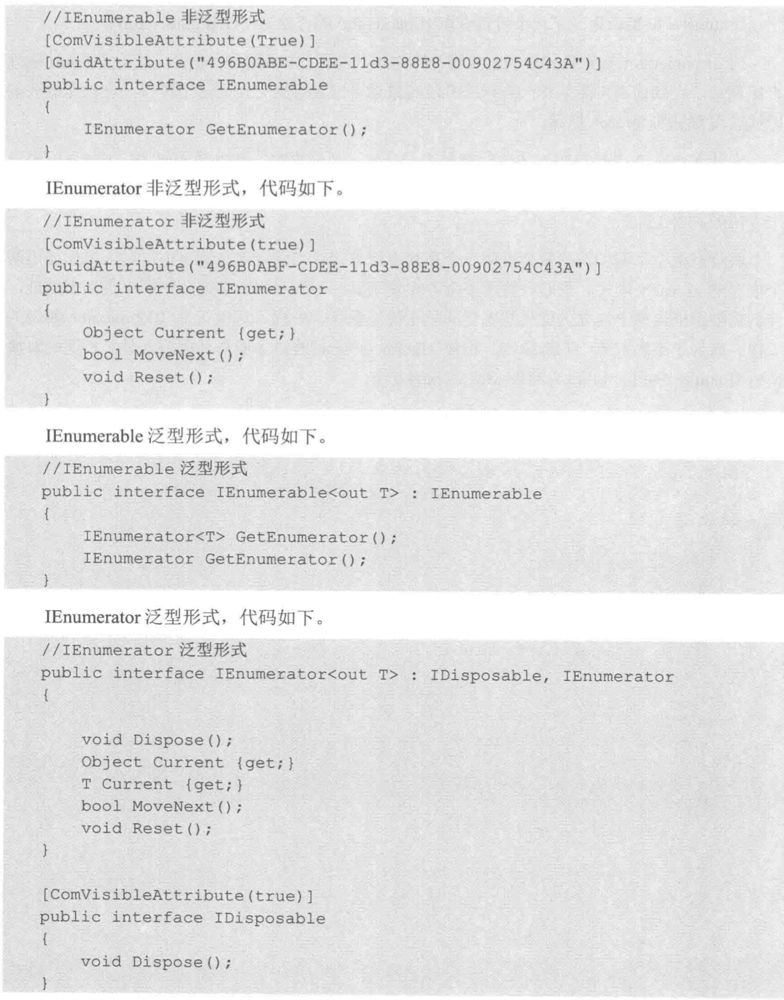 //IEnumerable 非泛型形式
[ComVisibleAttribute(True)]
[GuidAttribute("496B0ABE-CDEE-11d3-88E8-00902754C43A")]
public interface IEnumerable
{
IEnumerator GetEnumerator();
}
IEnumerator 非泛型形式，代码如下。
//IEnumerator 非泛型形式
[ComVisibleAttribute(true)]
[GuidAttribute("496B0ABF-CDEE-11d3-88E8-00902754C43A")]
public interface IEnumerator
{
Object Current {get;}
bool MoveNext();
void Reset();
}
IEnumerable 泛型形式，代码如下。
//IEnumerable 泛型形式
public interface IEnumerable<out T> : IEnumerable
{
IEnumerator<T> GetEnumerator();
IEnumerator GetEnumerator();
}
IEnumerator 泛型形式，代码如下。
//IEnumerator 泛型形式
public interface IEnumerator<out T> : IDisposable, IEnumerator
{
void Dispose();
Object Current {get;}
T Current {get;}
bool MoveNext();
void Reset();
}
[ComVisibleAttribute(true)]
public interface IDisposable
{
void Dispose();
}